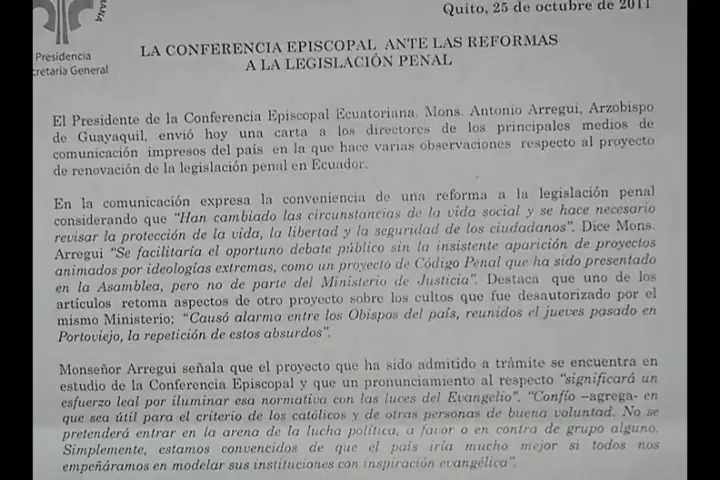 Quito, 25 de octubre de 2011
Presidencia
cretaría General
LA CONFERENCIA EPISCOPAL ANTE LAS REFORMAS
A LA LEGISLACIÓN PENAL
El Presidente de la Conferencia Episcopal Ecuatoriana, Mons. Antonio Arregui, Arzobispo
de Guayaquil, envió hoy una carta a los directores de los principales medios de
comunicación impresos del país en la que hace varias observaciones respecto al proyecto
de renovación de la legislación penal en Ecuador.
En la comunicación expresa la conveniencia de una reforma a la legislación penal
considerando que “Han cambiado las circunstancias de la vida social y se hace necesario
revisar la protección de la vida, la libertad y la seguridad de los ciudadanos”. Dice Mons.
Arregui “Se facilitaría el oportuno debate público sin la insistente aparición de proyectos
animados por ideologías extremas, como un proyecto de Código Penal que ha sido presentado
en la Asamblea, pero no de parte del Ministerio de Justicia”. Destaca que uno de los
artículos retoma aspectos de otro proyecto sobre los cultos que fue desautorizado por el
mismo Ministerio; “Causó alarma entre los Obispos del país, reunidos el jueves pasado en
Portoviejo, la repetición de estos absurdos”.
Monseñor Arregui señala que el proyecto que ha sido admitido a trámite se encuentra en
estudio de la Conferencia Episcopal y que un pronunciamiento al respecto “significará un
esfuerzo leal por iluminar esa normativa con las luces del Evangelio”. “Confío –agrega- en
que sea útil para el criterio de los católicos y de otras personas de buena voluntad. No se
pretenderá entrar en la arena de la lucha política, a favor o en contra de grupo alguno.
Simplemente, estamos convencidos de que el país iría mucho mejor si todos nos
empeñáramos en modelar sus instituciones con inspiración evangélica”.